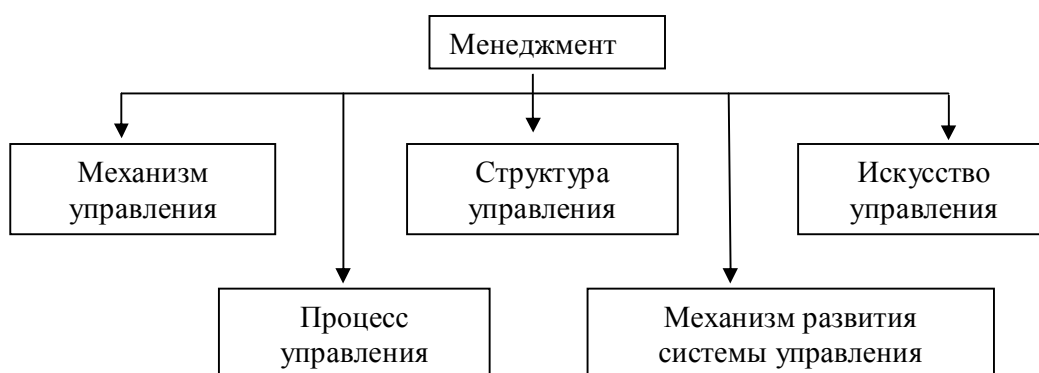 Менеджмент
Механизм
управления
Структура
управления
Искусство
управления
Процесс
управления
Механизм развития
системы управления